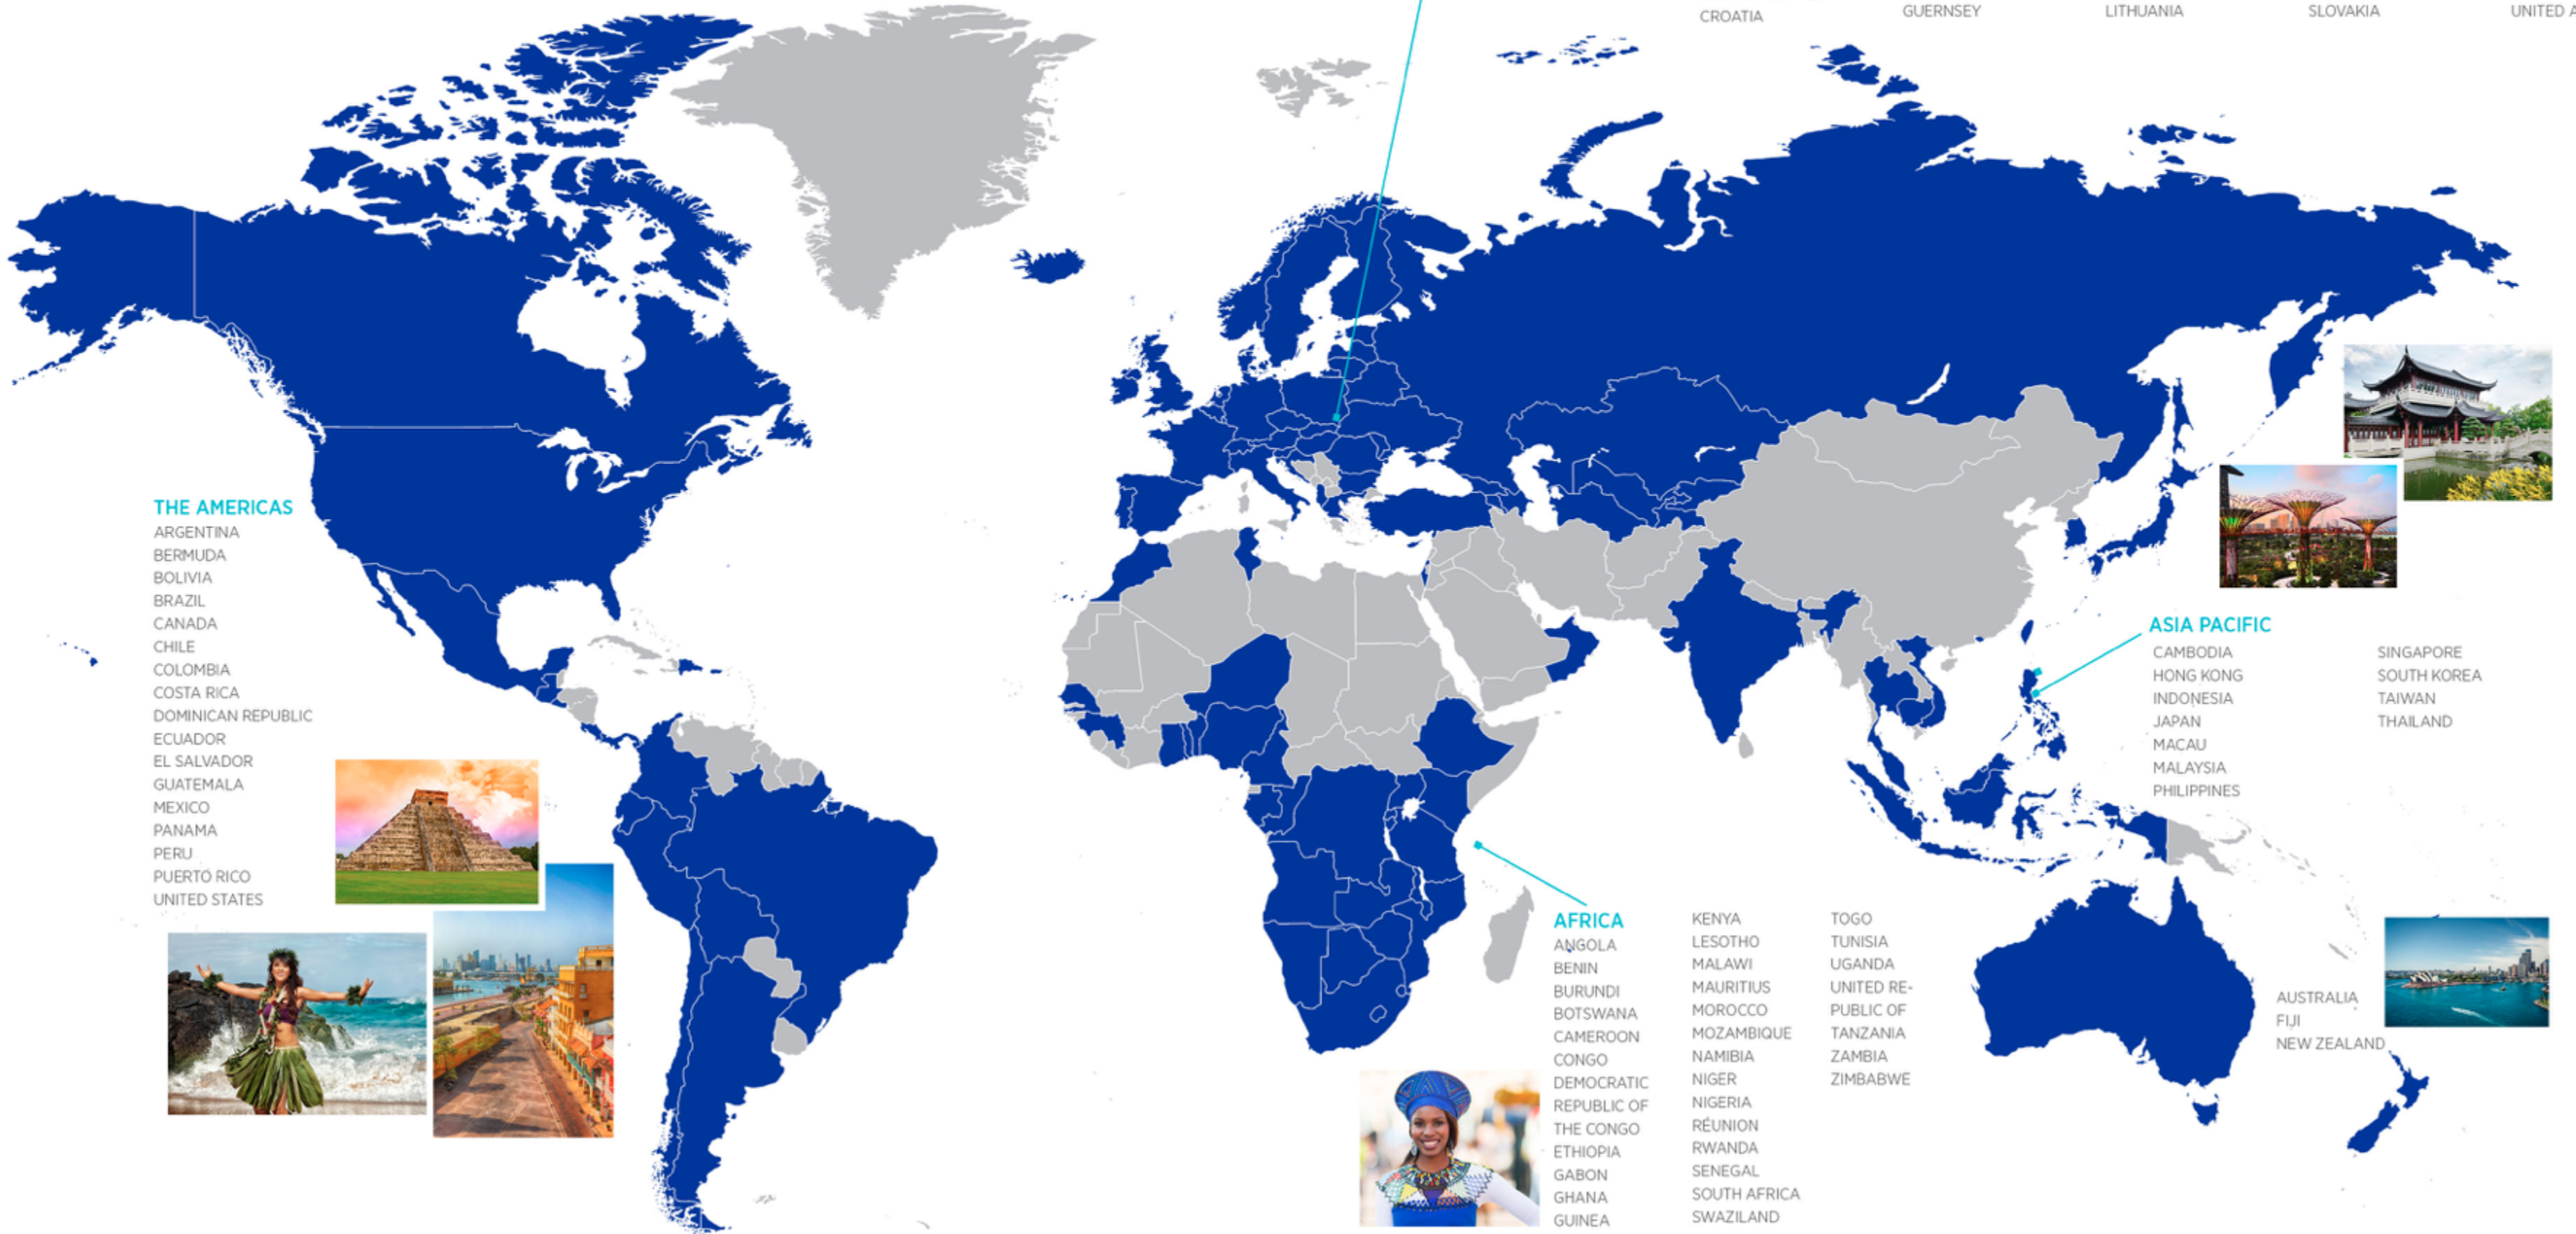 CROATIA
GUERNSEY
LITHUANIA
SLOVAKIA
UNITED A
THE AMERICAS
ARGENTINA
BERMUDA
BOLIVIA
BRAZIL
CANADA
CHILE
COLOMBIA
COSTA RICA
DOMINICAN REPUBLIC
ECUADOR
EL SALVADOR
GUATEMALA
MEXICO
PANAMA
PERU
PUERTO RICO
UNITED STATES
ASIA PACIFIC
CAMBODIA
HONG KONG
INDONESIA
JAPAN
MACAU
MALAYSIA
PHILIPPINES
SINGAPORE
SOUTH KOREA
TAIWAN
THAILAND
AFRICA
ANGOLA
BENIN
BURUNDI
BOTSWANA
CAMEROON
CONGO
DEMOCRATIC
REPUBLIC OF
THE CONGO
ETHIOPIA
GABON
GHANA
GUINEA
KENYA
LESOTHO
MALAWI
MAURITIUS
MOROCCO
MOZAMBIQUE
NAMIBIA
NIGER
NIGERIA
RÉUNION
RWANDA
SENEGAL
SOUTH AFRICA
SWAZILAND
TOGO
TUNISIA
UGANDA
UNITED RE-
PUBLIC OF
TANZANIA
ZAMBIA
ZIMBABWE
AUSTRALIA
FIJI
NEW ZEALAND